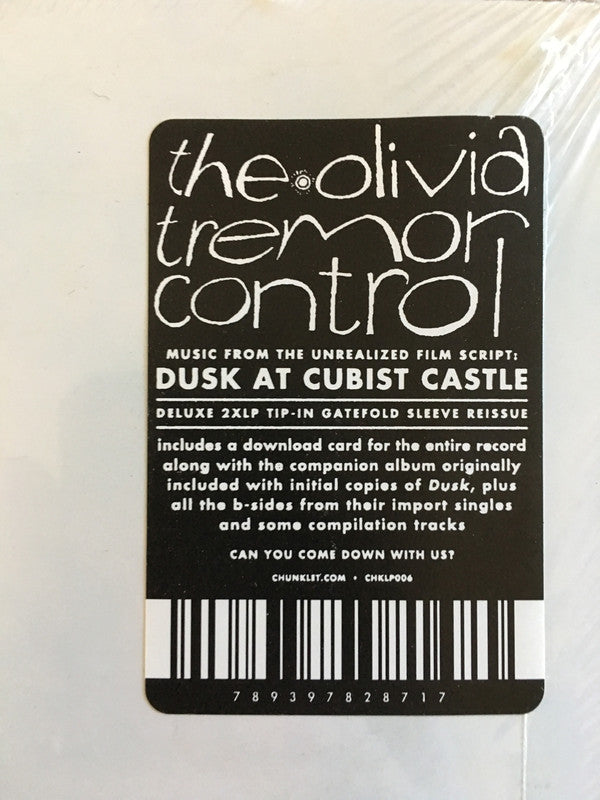 the olivia
tremor
control
MUSIC FROM THE UNREALIZED FILM SCRIPT:
DUSK AT CUBIST CASTLE
DELUXE 2XLP TIP-IN GATEFOLD SLEEVE REISSUE
includes a download card for the entire record
along with the companion album originally
included with initial copies of Dusk, plus
all the b-sides from their import singles
and some compilation tracks
CAN YOU COME DOWN WITH US?
CHUNKLET.COM • CHKLP006
789397828717